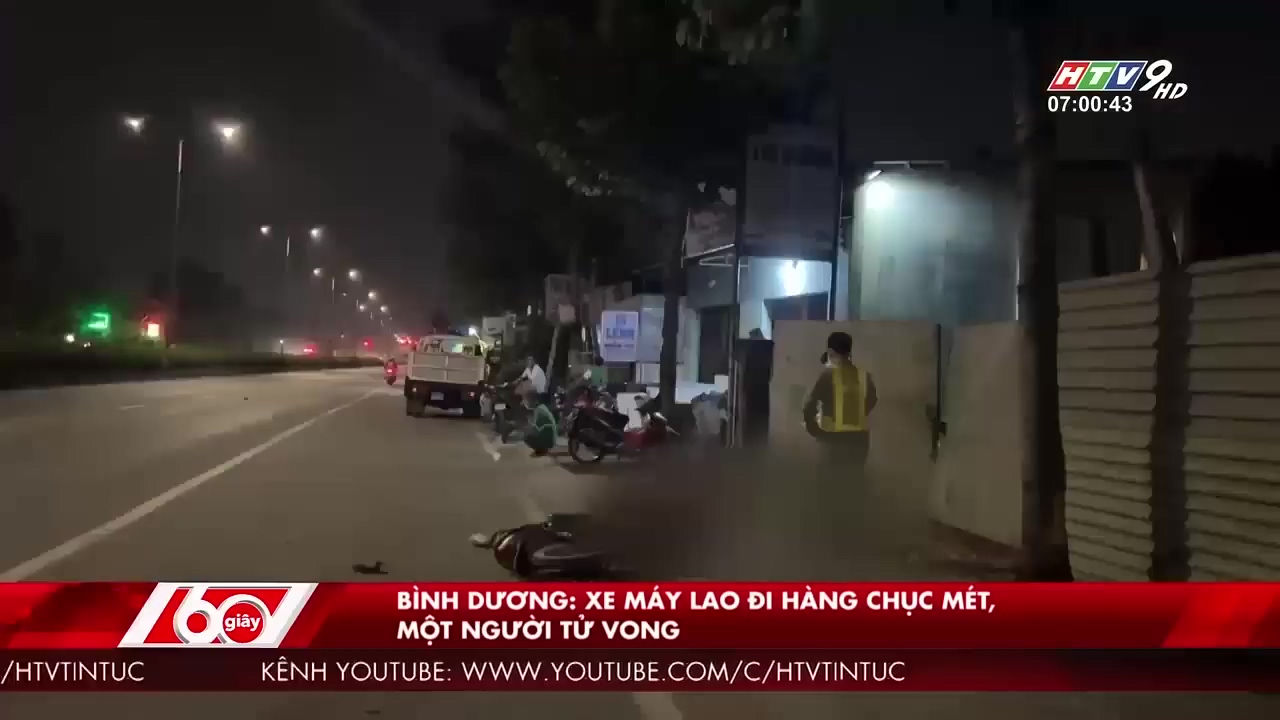 HTV9 HD
07:00:43
60 giây
BÌNH DƯƠNG: XE MÁY LAO ĐI HÀNG CHỤC MÉT,
MỘT NGƯỜI TỬ VONG
/HTVTINTUC KÊNH YOUTUBE: WWW.YOUTUBE.COM/C/HTVTINTUC